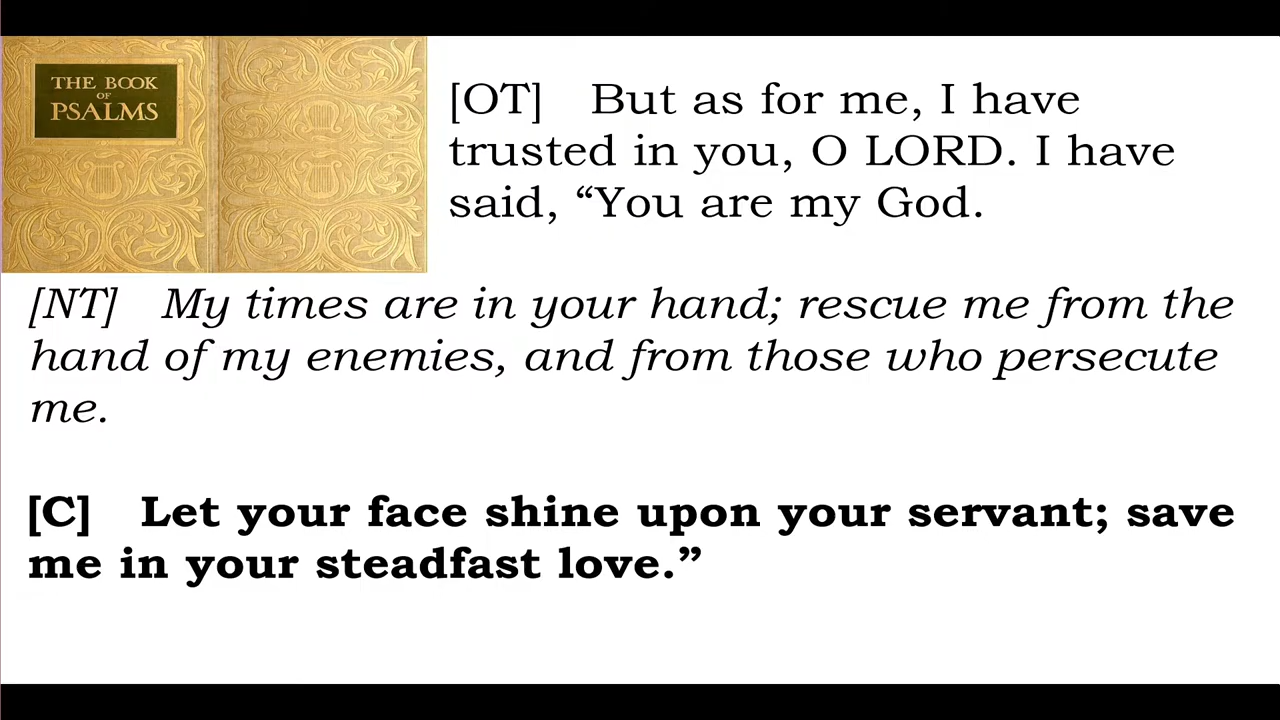 THE BOOK
OF
PSALMS
[OT] But as for me, I have
trusted in you, O LORD. I have
said, “You are my God.
[NT] My times are in your hand; rescue me from the
hand of my enemies, and from those who persecute
me.
[C] Let your face shine upon your servant; save
me in your steadfast love.”